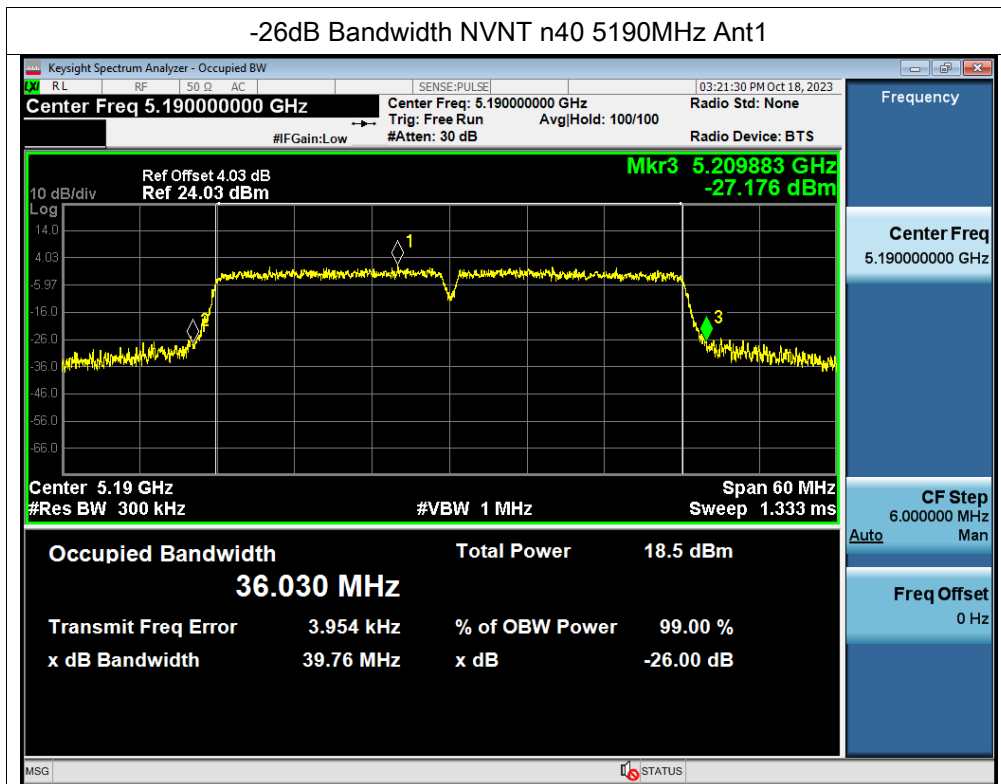 -26dB Bandwidth NVNT n40 5190MHz Ant1
Keysight Spectrum Analyzer - Occupied BW
LXI RL RF 50 Ω AC SENSE:PULSE 03:21:30 PM Oct 18, 2023
Center Freq 5.190000000 GHz
Center Freq: 5.190000000 GHz Radio Std: None
Trig: Free Run Avg|Hold: 100/100
#IFGain:Low #Atten: 30 dB Radio Device: BTS
Mkr3 5.209883 GHz
-27.176 dBm
Ref Offset 4.03 dB
10 dB/div Ref 24.03 dBm
Log
14.0
4.03
-5.97
-16.0
-26.0
-36.0
-46.0
-56.0
-66.0
1
2
3
Center 5.19 GHz Span 60 MHz
#Res BW 300 kHz #VBW 1 MHz Sweep 1.333 ms
Occupied Bandwidth Total Power 18.5 dBm
36.030 MHz
Transmit Freq Error 3.954 kHz % of OBW Power 99.00 %
x dB Bandwidth 39.76 MHz x dB -26.00 dB
Frequency
Center Freq
5.190000000 GHz
CF Step
6.000000 MHz
Auto Man
Freq Offset
0 Hz
MSG STATUS